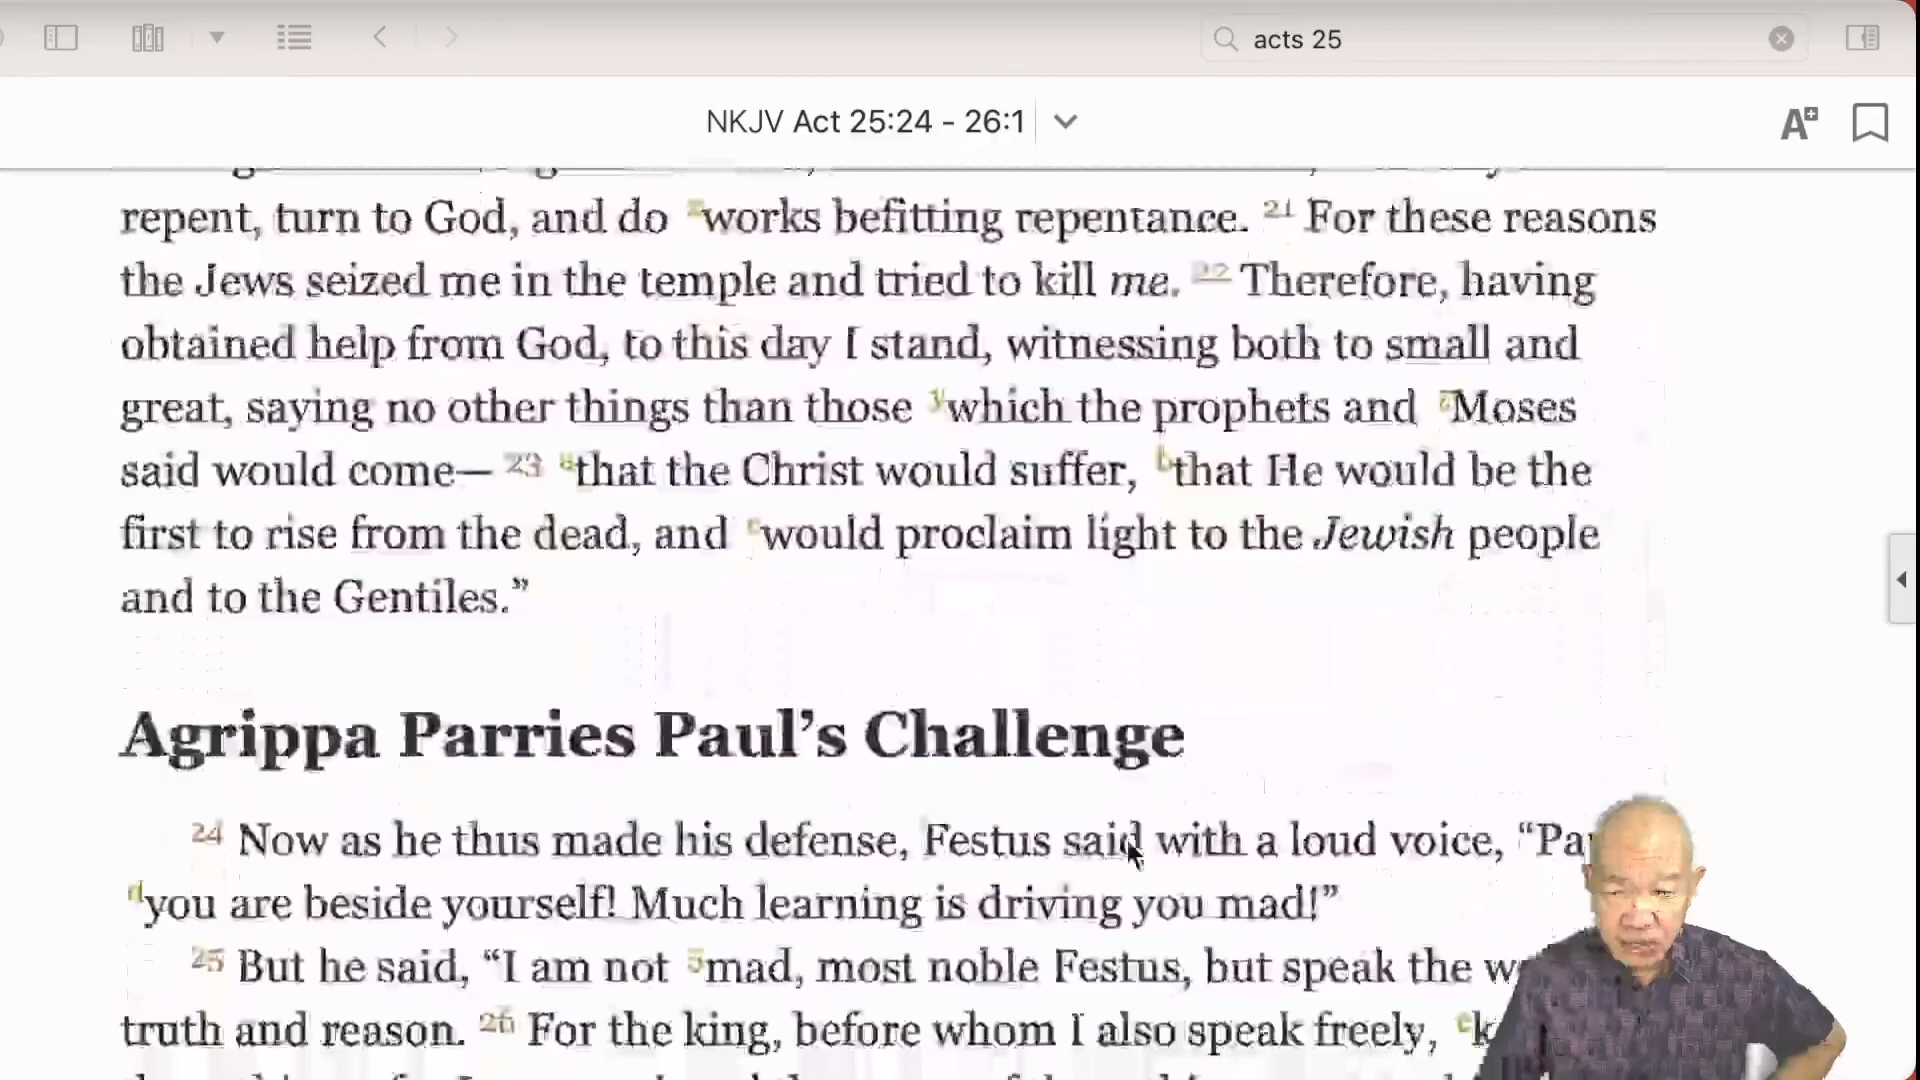 acts 25
NKJV Act 25:24 - 26:1
repent, turn to God, and do works befitting repentance. 21 For these reasons
the Jews seized me in the temple and tried to kill me. 22 Therefore, having
obtained help from God, to this day I stand, witnessing both to small and
great, saying no other things than those y which the prophets and z Moses
said would come— 23 a that the Christ would suffer, b that He would be the
first to rise from the dead, and c would proclaim light to the Jewish people
and to the Gentiles.”
Agrippa Parries Paul’s Challenge
24 Now as he thus made his defense, Festus said with a loud voice, “Pa
d you are beside yourself! Much learning is driving you mad!”
25 But he said, “I am not 5 mad, most noble Festus, but speak the w
truth and reason. 26 For the king, before whom I also speak freely, e k